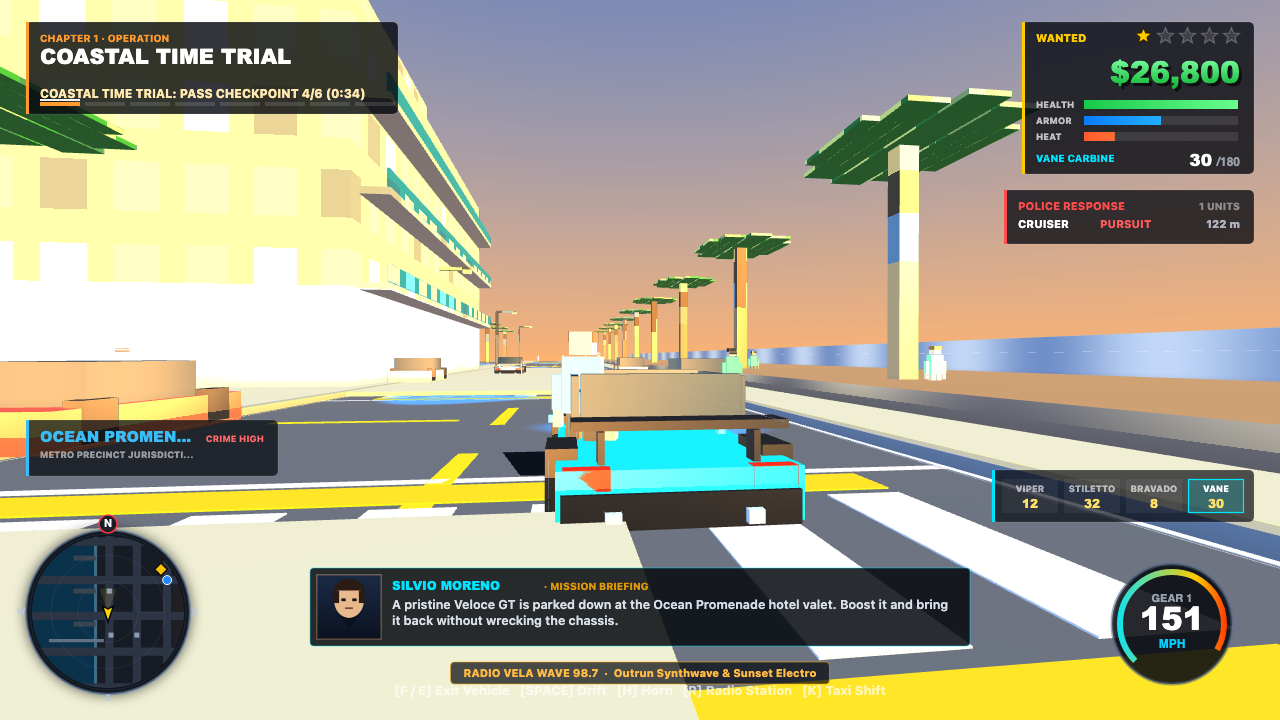 CHAPTER 1 · OPERATION
COASTAL TIME TRIAL
COASTAL TIME TRIAL: PASS CHECKPOINT 4/6 (0:34)
WANTED
$26,800
HEALTH
ARMOR
HEAT
VANE CARBINE 30 /180
POLICE RESPONSE 1 UNITS
CRUISER PURSUIT 122 m
OCEAN PROMEN... CRIME HIGH
METRO PRECINCT JURISDICTI...
VIPER STILETTO BRAVADO VANE
12 32 8 30
N
SILVIO MORENO · MISSION BRIEFING
A pristine Veloce GT is parked down at the Ocean Promenade hotel valet. Boost it and bring
it back without wrecking the chassis.
GEAR 1
151
MPH
RADIO VELA WAVE 98.7 · Outrun Synthwave & Sunset Electro
[F / E] Exit Vehicle [SPACE] Drift [H] Horn [R] Radio Station [K] Taxi Shift